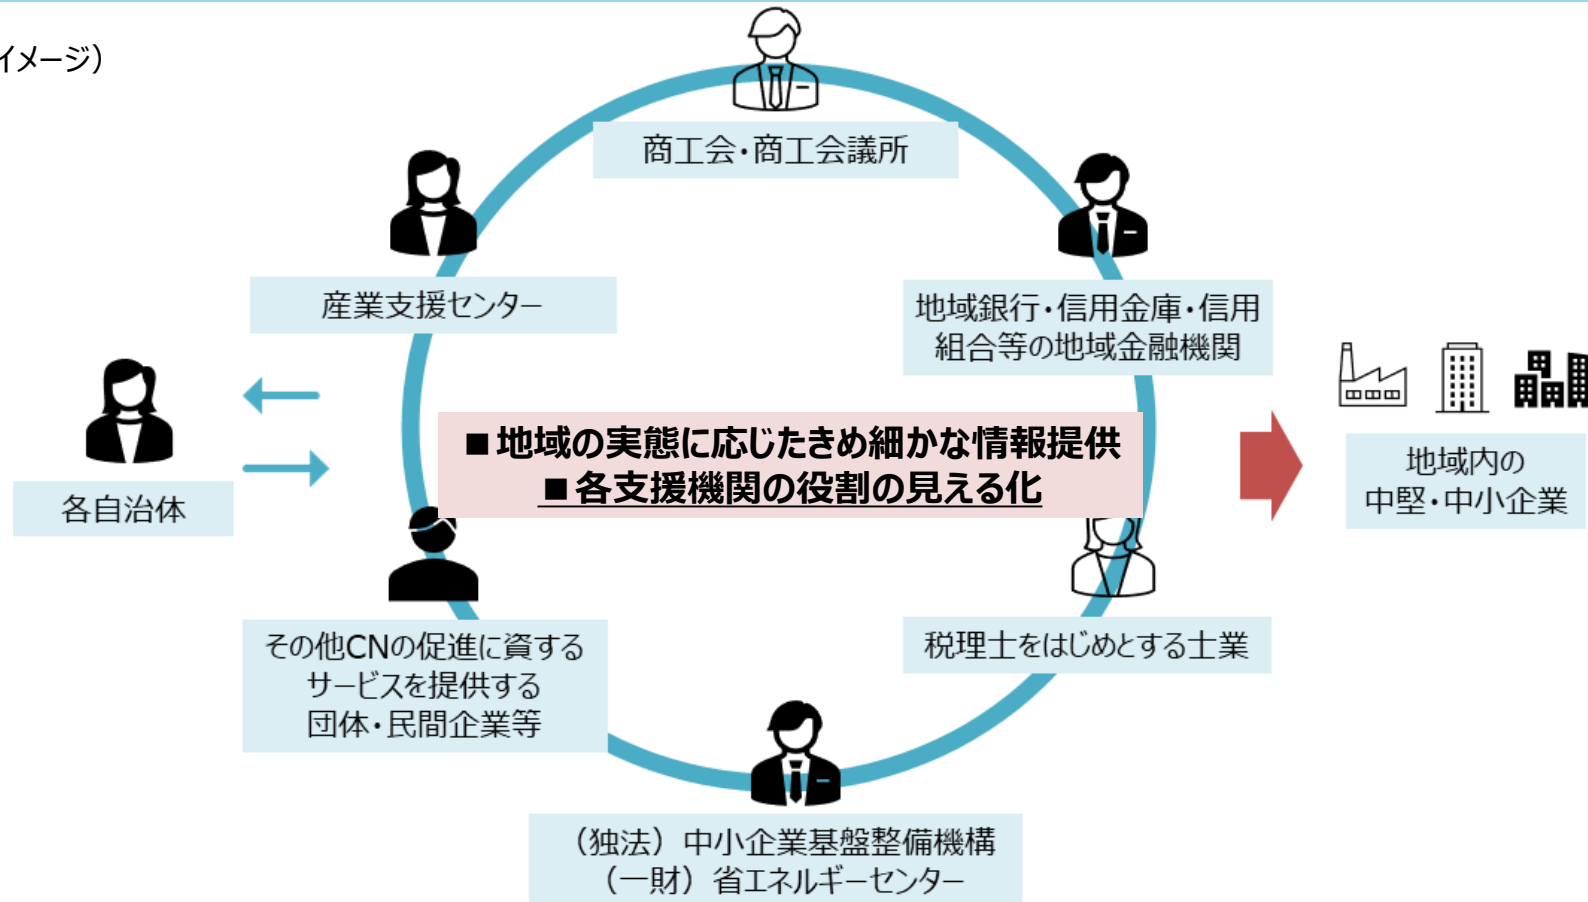 イメージ）
商工会・商工会議所
産業支援センター
地域銀行・信用金庫・信用
組合等の地域金融機関
■地域の実態に応じたきめ細かな情報提供
■各支援機関の役割の見える化
各自治体
地域内の
中堅・中小企業
その他CNの促進に資する
サービスを提供する
団体・民間企業等
税理士をはじめとする士業
（独法）中小企業基盤整備機構
（一財）省エネルギーセンター